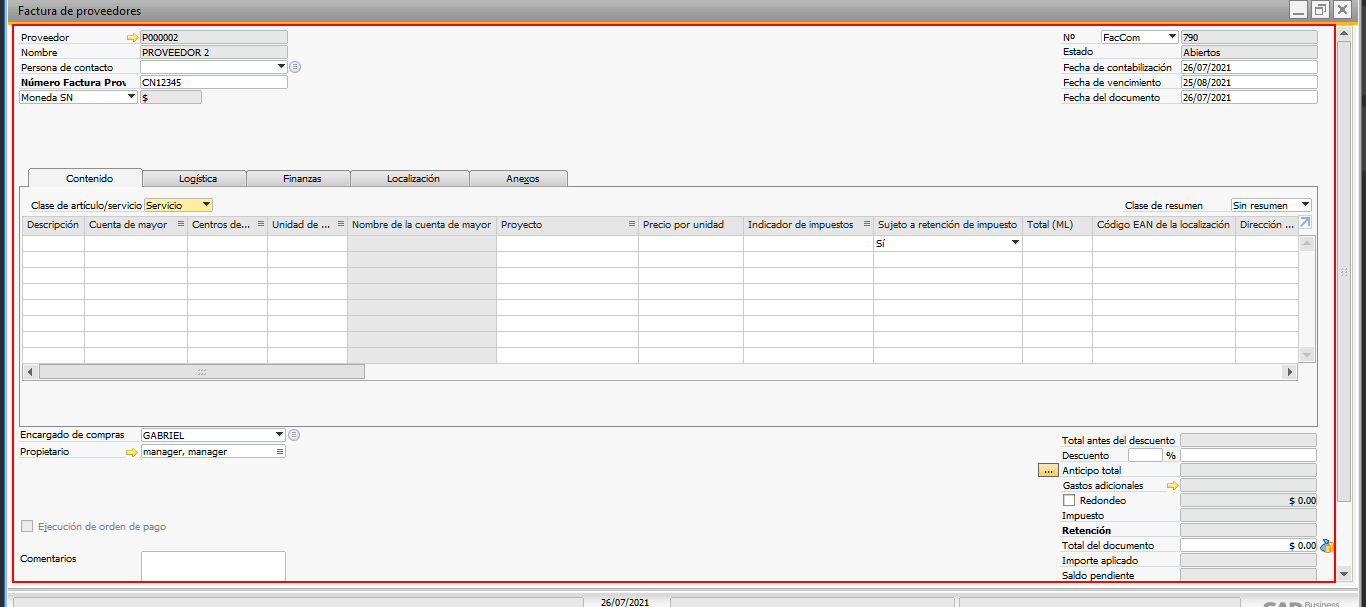 Factura de proveedores
Proveedor P000002
Nombre PROVEEDOR 2
Persona de contacto
Número Factura Prov CN12345
Moneda SN $
Nº FacCom 790
Estado Abiertos
Fecha de contabilización 26/07/2021
Fecha de vencimiento 25/08/2021
Fecha del documento 26/07/2021
Contenido Logística Finanzas Localización Anexos
Clase de artículo/servicio Servicio Clase de resumen Sin resumen
Descripción Cuenta de mayor Centros de... Unidad de ... Nombre de la cuenta de mayor Proyecto Precio por unidad Indicador de impuestos Sujeto a retención de impuesto Total (ML) Código EAN de la localización Dirección ...
Sí
Encargado de compras GABRIEL
Propietario manager, manager
Ejecución de orden de pago
Comentarios
Total antes del descuento
Descuento %
... Anticipo total
Gastos adicionales
Redondeo $ 0.00
Impuesto
Retención
Total del documento $ 0.00
Importe aplicado
Saldo pendiente
26/07/2021
Business